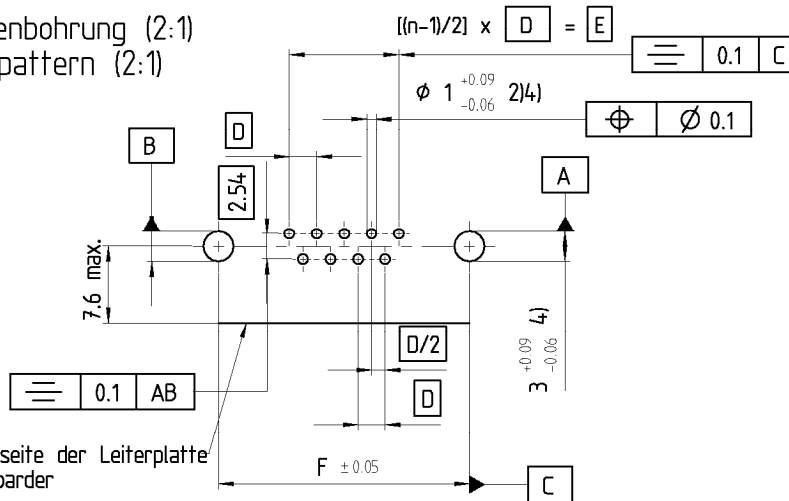 enbohrung (2:1)
pattern (2:1)
[(n-1)/2] x D = E
0.1 C
Ø 1 +0.09 -0.06 2)4)
Ø 0.1
D
B
A
2.54
7.6 max.
3 +0.09 -0.06 4)
D/2
D
0.1 AB
seite der Leiterplatte
oarder
F ±0.05
C